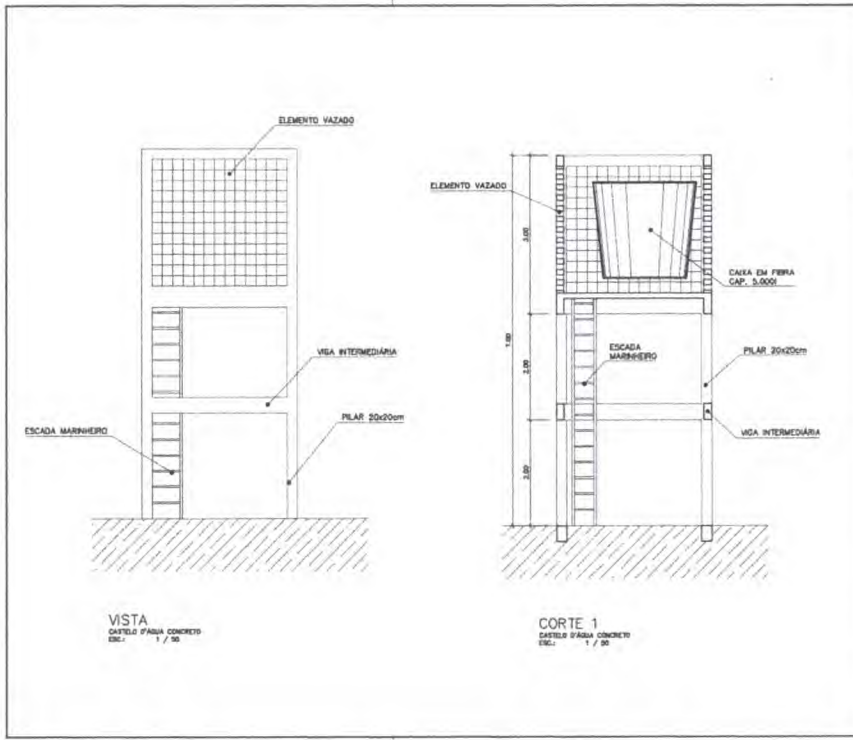 ELEMENTO VAZADO
VIGA INTERMEDIÁRIA
ESCADA MARINHEIRO
PILAR 20x20cm
VISTA
CASTELO D'ÁGUA CONCRETO
ESC.: 1 / 50
ELEMENTO VAZADO
3.00
7.00
2.00
2.00
CAIXA EM FIBRA
CAP. 5.000l
ESCADA
MARINHEIRO
PILAR 20x20cm
VIGA INTERMEDIÁRIA
CORTE 1
CASTELO D'ÁGUA CONCRETO
ESC.: 1 / 50